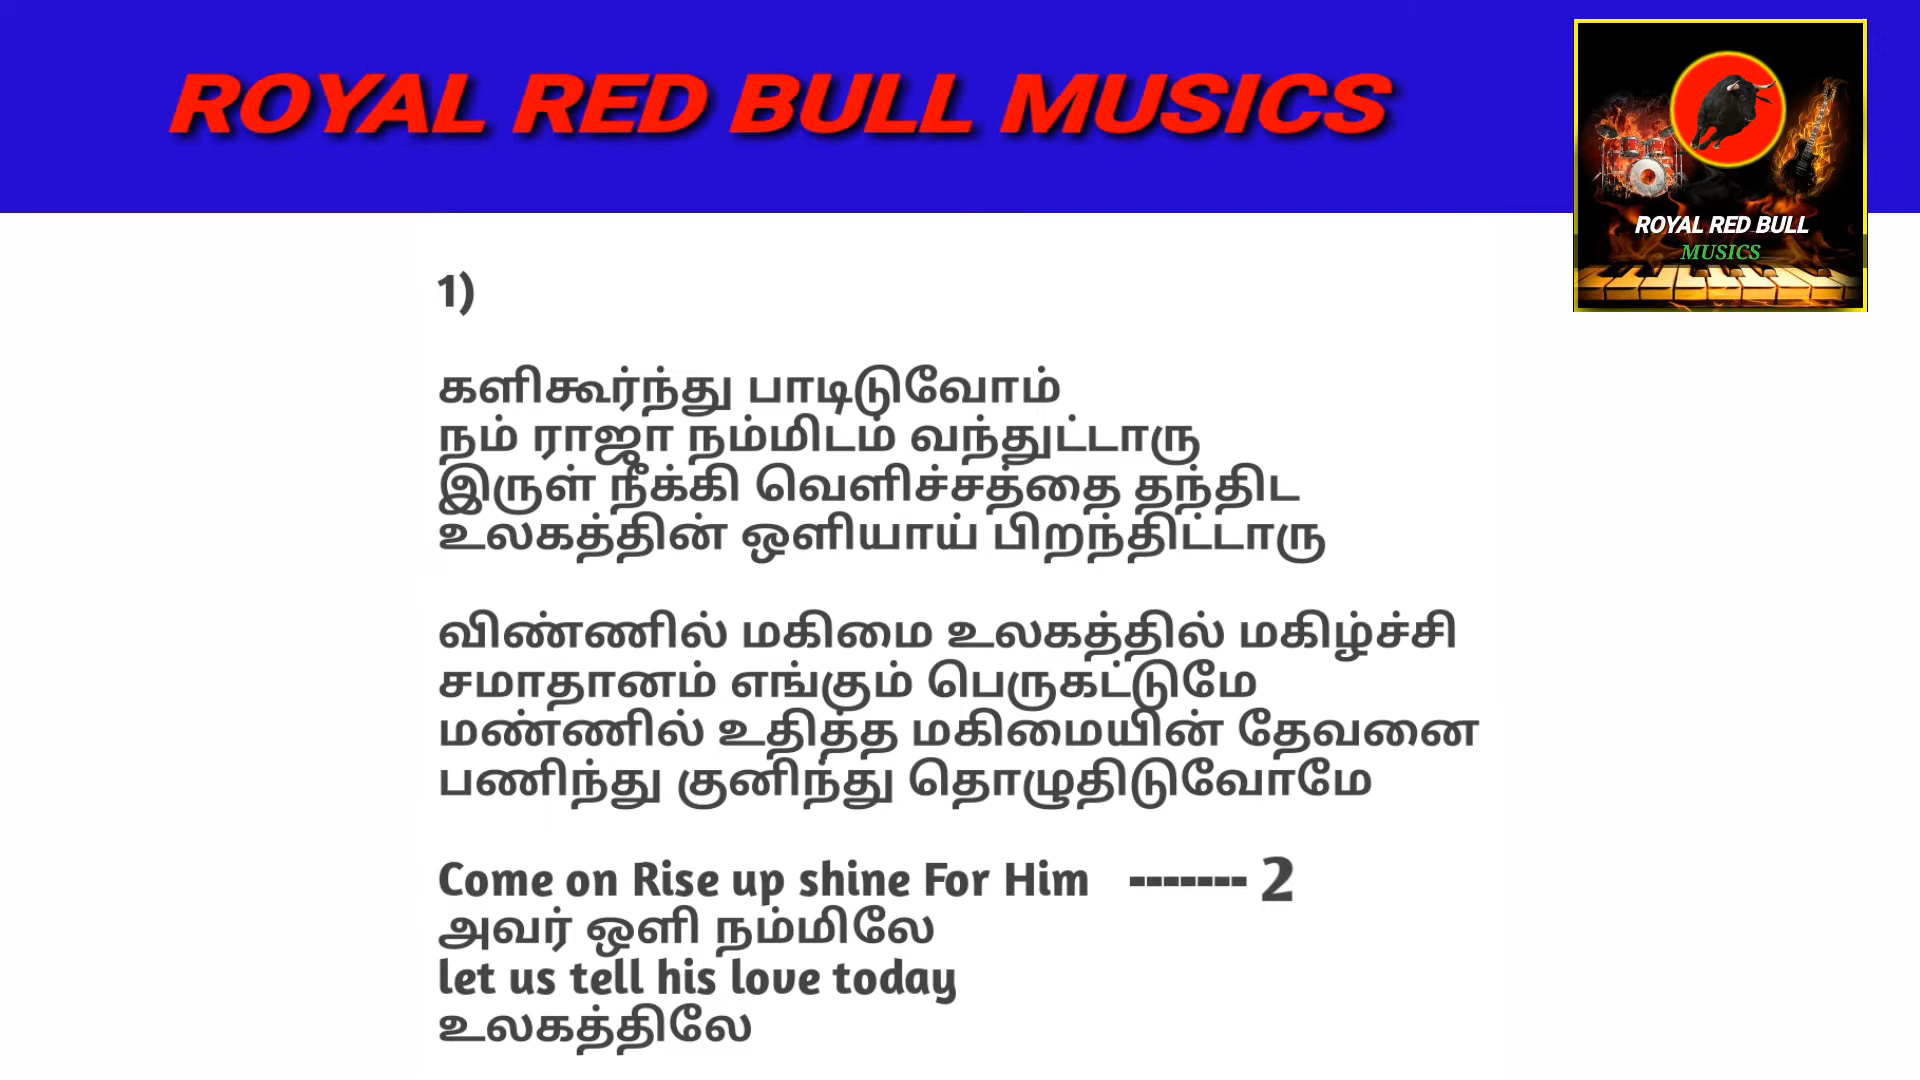 ROYAL RED BULL MUSICS
ROYAL RED BULL
MUSICS
1)
களிகூர்ந்து பாடிடுவோம்
நம் ராஜா நம்மிடம் வந்துட்டாரு
இருள் நீக்கி வெளிச்சத்தை தந்திட
உலகத்தின் ஒளியாய் பிறந்திட்டாரு
விண்ணில் மகிமை உலகத்தில் மகிழ்ச்சி
சமாதானம் எங்கும் பெருகட்டுமே
மண்ணில் உதித்த மகிமையின் தேவனை
பணிந்து குனிந்து தொழுதிடுவோமே
Come on Rise up shine For Him ------- 2
அவர் ஒளி நம்மிலே
let us tell his love today
உலகத்திலே